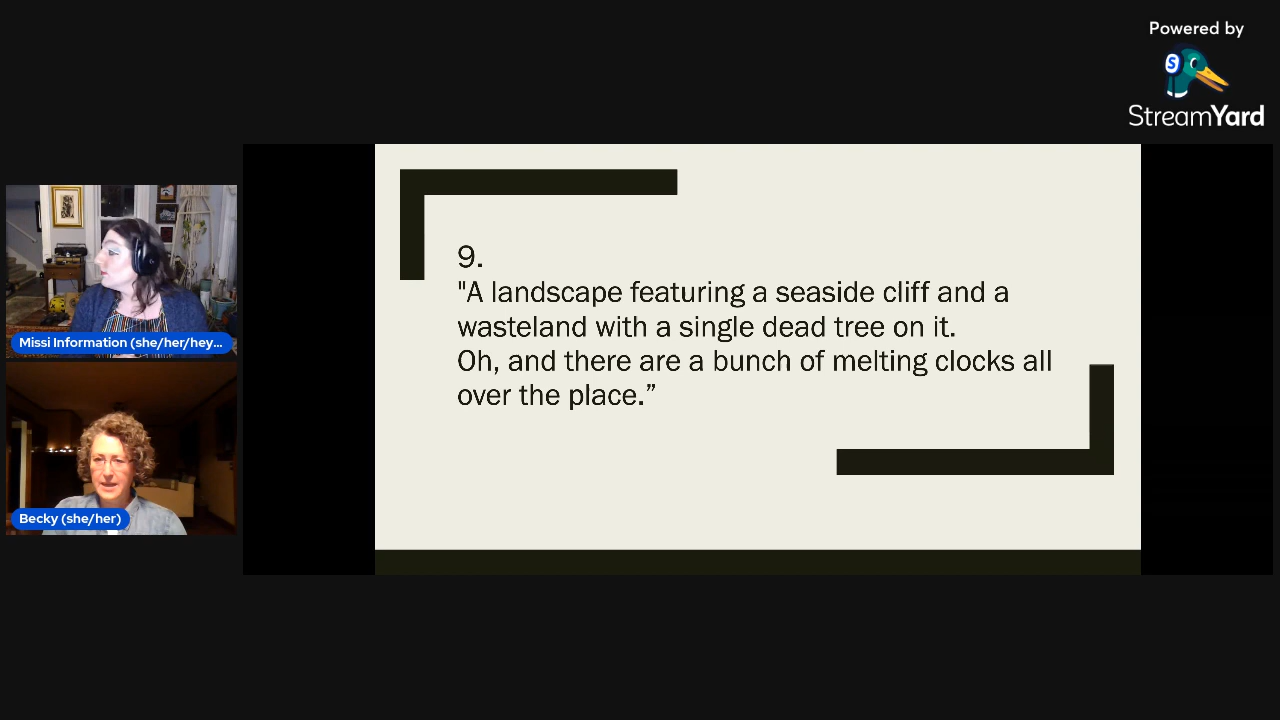 Powered by
S
StreamYard
Missi Information (she/her/hey...
Becky (she/her)
9.
"A landscape featuring a seaside cliff and a
wasteland with a single dead tree on it.
Oh, and there are a bunch of melting clocks all
over the place.”